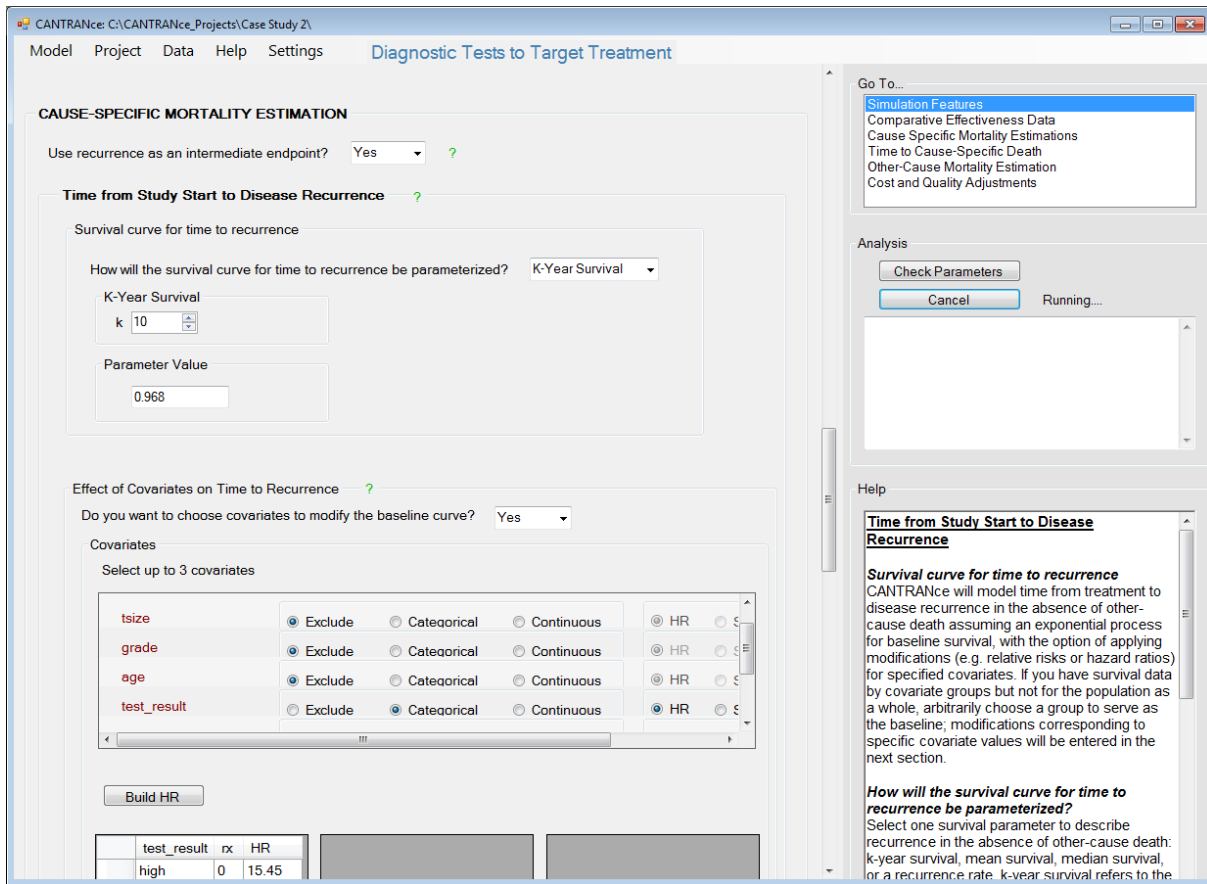 CANTRANce: C:\CANTRANce_Projects\Case Study 2\
Model Project Data Help Settings Diagnostic Tests to Target Treatment
CAUSE-SPECIFIC MORTALITY ESTIMATION
Use recurrence as an intermediate endpoint? Yes ?
Time from Study Start to Disease Recurrence ?
Survival curve for time to recurrence
How will the survival curve for time to recurrence be parameterized? K-Year Survival
K-Year Survival
k 10
Parameter Value
0.968
Effect of Covariates on Time to Recurrence ?
Do you want to choose covariates to modify the baseline curve? Yes
Covariates
Select up to 3 covariates
tsize Exclude Categorical Continuous HR
grade Exclude Categorical Continuous HR
age Exclude Categorical Continuous HR
test_result Exclude Categorical Continuous HR
Build HR
test_result rx HR
high 0 15.45
Go To...
Simulation Features
Comparative Effectiveness Data
Cause Specific Mortality Estimations
Time to Cause-Specific Death
Other-Cause Mortality Estimation
Cost and Quality Adjustments
Analysis
Check Parameters
Cancel Running....
Help
Time from Study Start to Disease
Recurrence
Survival curve for time to recurrence
CANTRANce will model time from treatment to
disease recurrence in the absence of other-
cause death assuming an exponential process
for baseline survival, with the option of applying
modifications (e.g. relative risks or hazard ratios)
for specified covariates. If you have survival data
by covariate groups but not for the population as
a whole, arbitrarily choose a group to serve as
the baseline; modifications corresponding to
specific covariate values will be entered in the
next section.
How will the survival curve for time to
recurrence be parameterized?
Select one survival parameter to describe
recurrence in the absence of other-cause death:
k-year survival, mean survival, median survival,
or a recurrence rate. k-year survival refers to the